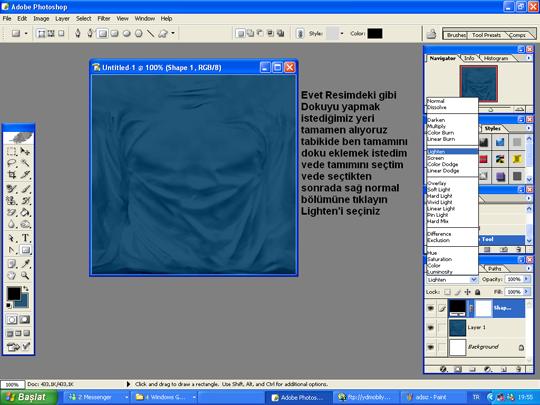 Adobe Photoshop
File Edit Image Layer Select Filter View Window Help
Style: Color: Brushes Tool Presets Comps
Untitled-1 @ 100% (Shape 1, RGB/8)
Navigator Info Histogram
Evet Resimdeki gibi
Dokuyu yapmak
istediğimiz yeri
tamamen alıyoruz
tabikide ben tamamını
doku eklemek istedim
vede tanımını seçtim
vede seçtikten
sonrada sağ normal
bölümüne tıklayın
Lighten'i seçiniz
Normal
Dissolve
Darken
Multiply
Color Burn
Linear Burn
Lighten
Screen
Color Dodge
Linear Dodge
Overlay
Soft Light
Hard Light
Vivid Light
Linear Light
Pin Light
Hard Mix
Difference
Exclusion
Hue
Saturation
Color
Luminosity
Styles
Tool
Paths
Lighten Opacity: 100%
Lock: Fill: 100%
Shap...
Layer 1
Background
100% Doc: 433,1K/433,1K Click and drag to draw a rectangle. Use Shift, Alt, and Ctrl for additional options.
Başlat 2 Messenger 4 Windows G... Adobe Photosh... ftp://ydmobily... adsız - Paint TR 19:55